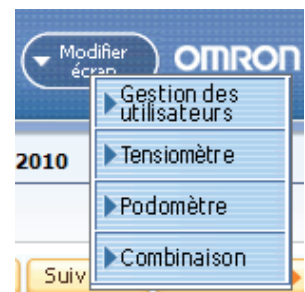 Modifier
écran
OMRON
Gestion des
utilisateurs
2010
Tensiomètre
Podomètre
Combinaison
Suiv